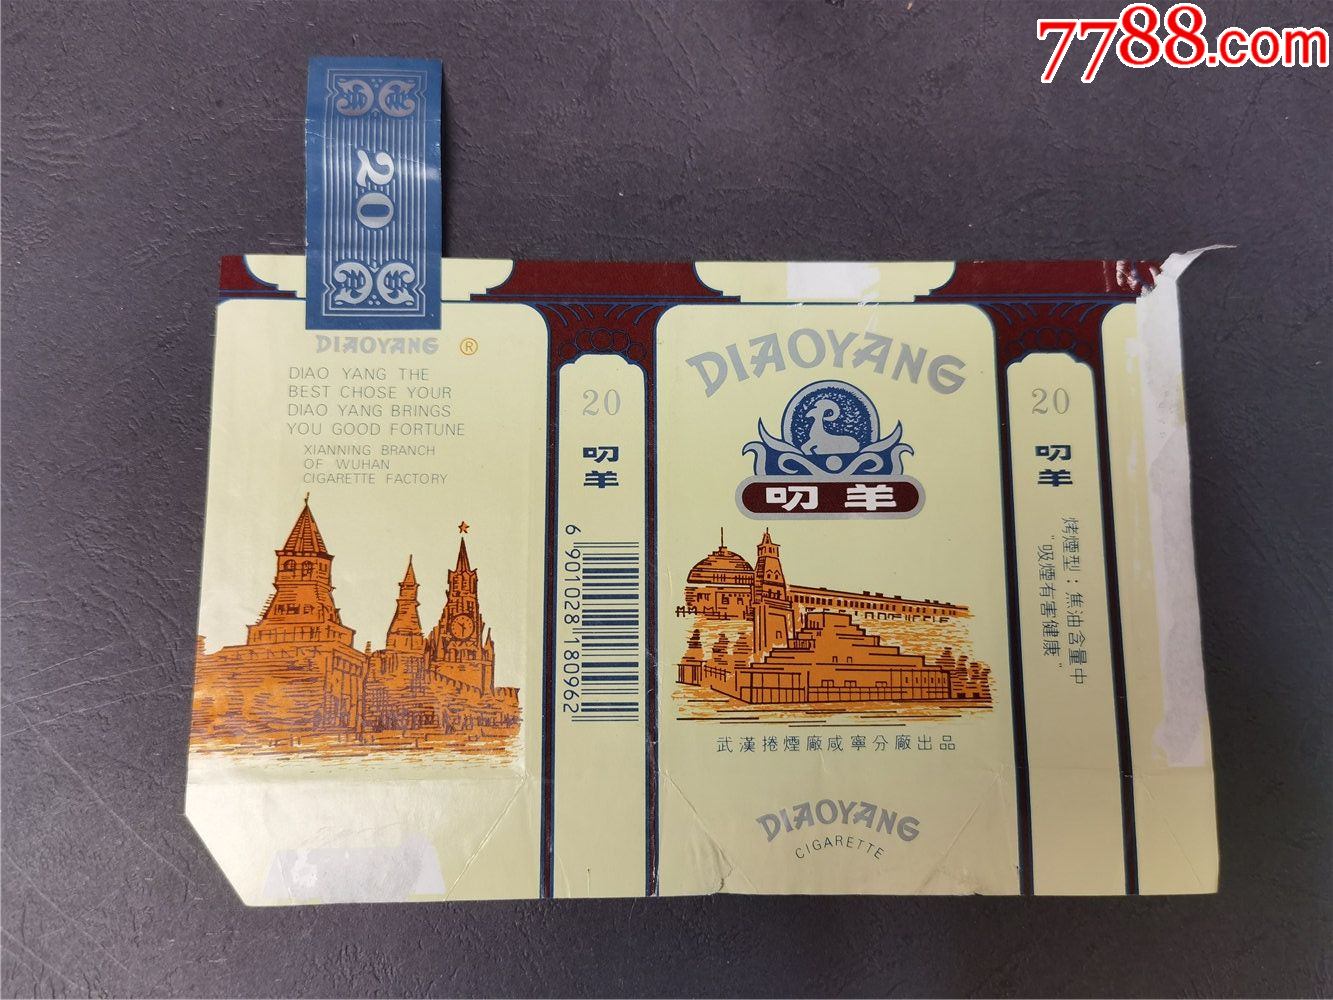 7788.com
20
DIAOYANG ®
DIAO YANG THE
BEST CHOSE YOUR
DIAO YANG BRINGS
YOU GOOD FORTUNE
XIANNING BRANCH
OF WUHAN
CIGARETTE FACTORY
20
叨羊
6 901028 180962
DIAOYANG
叨羊
武漢捲煙廠咸寧分廠出品
DIAOYANG
CIGARETTE
20
叨羊
烤煙型：焦油含量中
"吸煙有害健康"